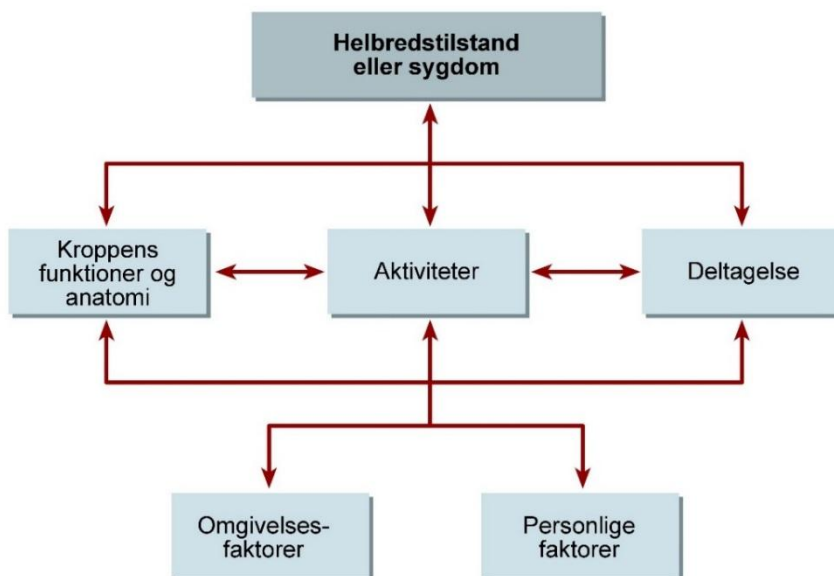 Helbredstilstand
eller sygdom
Kroppens
funktioner og
anatomi
Aktiviteter
Deltagelse
Omgivelses-
faktorer
Personlige
faktorer